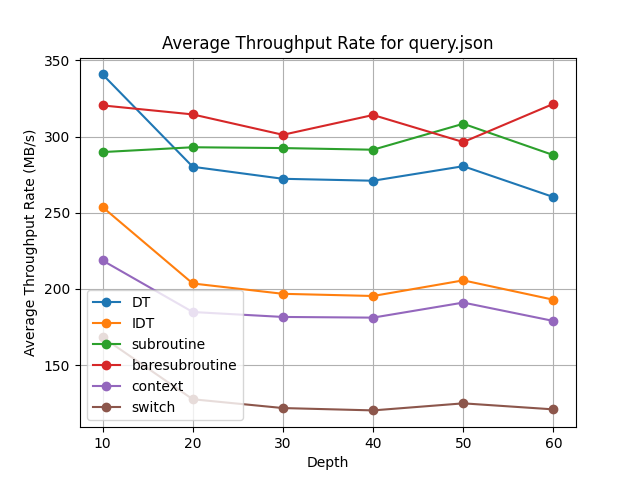 Average Throughput Rate for query.json
Average Throughput Rate (MB/s)
350
300
250
200
150
DT
IDT
subroutine
baresubroutine
context
switch
10 20 30 40 50 60
Depth